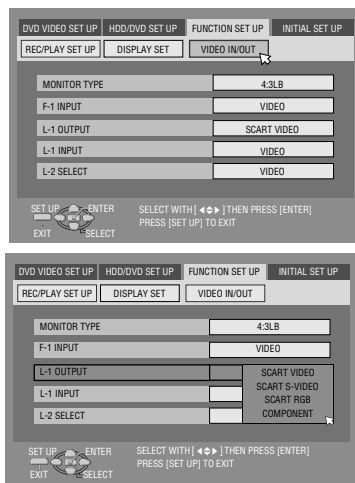 DVD VIDEO SET UP HDD/DVD SET UP FUNCTION SET UP INITIAL SET UP
REC/PLAY SET UP DISPLAY SET VIDEO IN/OUT
MONITOR TYPE 4:3LB
F-1 INPUT VIDEO
L-1 OUTPUT SCART VIDEO
L-1 INPUT VIDEO
L-2 SELECT VIDEO
SET UP ENTER SELECT WITH [ ] THEN PRESS [ENTER]
EXIT SELECT PRESS [SET UP] TO EXIT
DVD VIDEO SET UP HDD/DVD SET UP FUNCTION SET UP INITIAL SET UP
REC/PLAY SET UP DISPLAY SET VIDEO IN/OUT
MONITOR TYPE 4:3LB
F-1 INPUT VIDEO
L-1 OUTPUT SCART VIDEO
SCART S-VIDEO
L-1 INPUT SCART RGB
L-2 SELECT COMPONENT
SET UP ENTER SELECT WITH [ ] THEN PRESS [ENTER]
EXIT SELECT PRESS [SET UP] TO EXIT